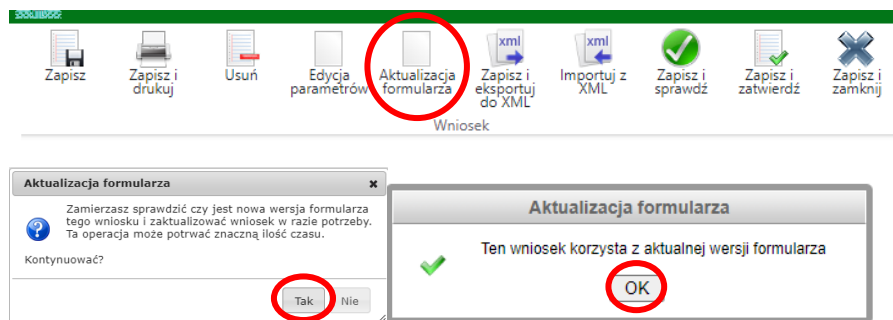 Zapisz
Zapisz i
drukuj
Usuń
Edycja
parametrów
Aktualizacja
formularza
xml
Zapisz i
eksportuj
do XML
xml
Importuj z
XML
Zapisz i
sprawdź
Zapisz i
zatwierdź
Zapisz i
zamknij
Wniosek
Aktualizacja formularza
Zamierzasz sprawdzić czy jest nowa wersja formularza
tego wniosku i zaktualizować wniosek w razie potrzeby.
Ta operacja może potrwać znaczną ilość czasu.
Kontynuować?
Tak
Nie
Aktualizacja formularza
Ten wniosek korzysta z aktualnej wersji formularza
OK